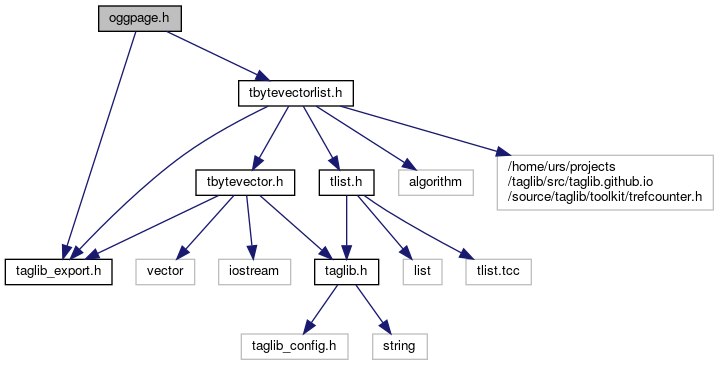 oggpage.h
tbytevectorlist.h
tbytevector.h
tlist.h
algorithm
/home/urs/projects
/taglib/src/taglib.github.io
/source/taglib/toolkit/trefcounter.h
taglib_export.h
vector
iostream
taglib.h
list
tlist.tcc
taglib_config.h
string